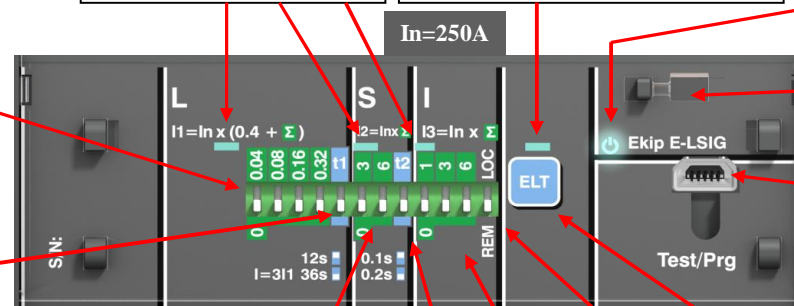 In=250A
L
S
I
I1=In x (0.4 + Σ)
I2=InxΣ
I3=In x Σ
Ekip E-LSIG
0.04
0.08
0.16
0.32
t1
3
6
t2
1
3
6
LOC
ELT
0
0
0
REM
S/N:
12s
I=3I1 36s
0.1s
0.2s
Test/Prg